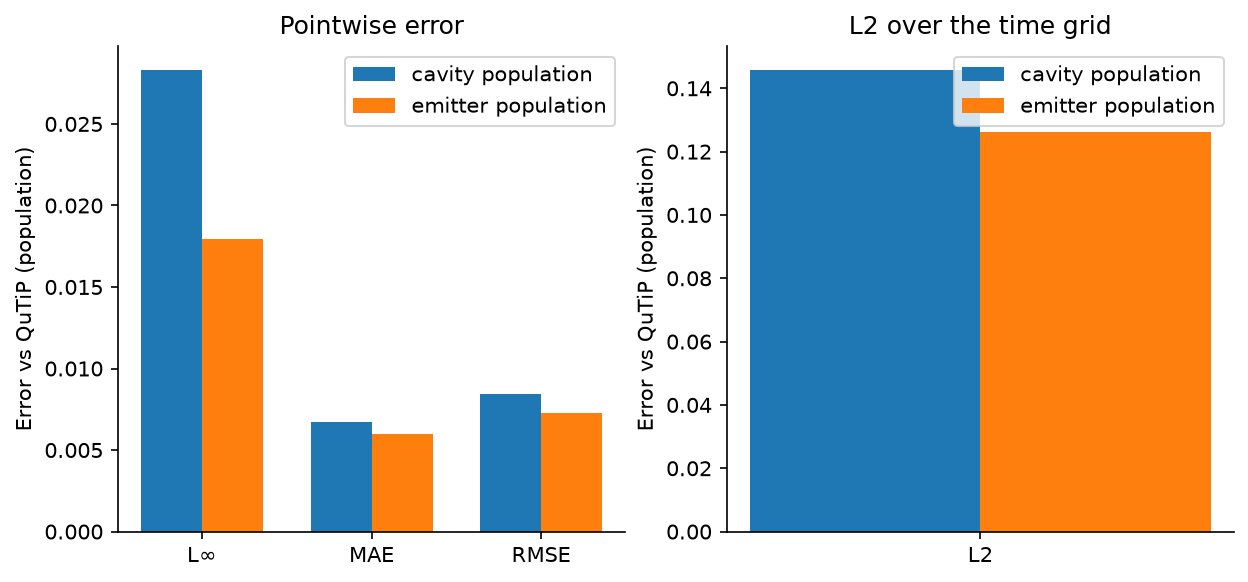 Pointwise error
Error vs QuTiP (population)
0.025
0.020
0.015
0.010
0.005
0.000
cavity population
emitter population
L∞
MAE
RMSE
L2 over the time grid
Error vs QuTiP (population)
0.14
0.12
0.10
0.08
0.06
0.04
0.02
0.00
cavity population
emitter population
L2